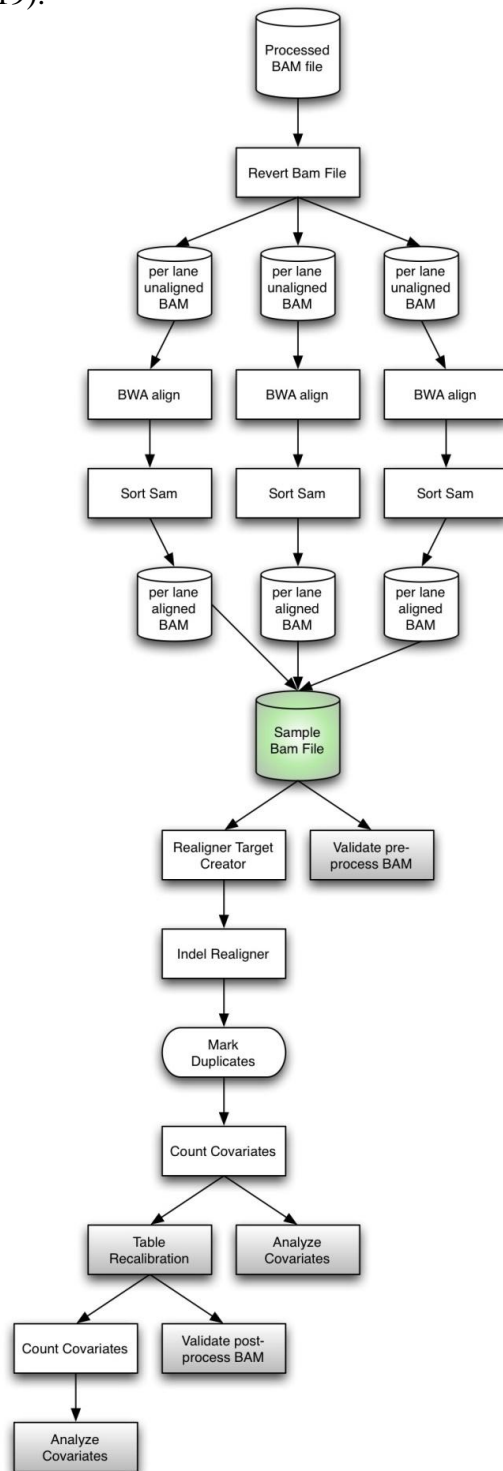 19).
Processed
BAM file
Revert Bam File
per lane
unaligned
BAM
per lane
unaligned
BAM
per lane
unaligned
BAM
BWA align
BWA align
BWA align
Sort Sam
Sort Sam
Sort Sam
per lane
aligned
BAM
per lane
aligned
BAM
per lane
aligned
BAM
Sample
Bam File
Realigner Target
Creator
Validate pre-
process BAM
Indel Realigner
Mark
Duplicates
Count Covariates
Table
Recalibration
Analyze
Covariates
Count Covariates
Validate post-
process BAM
Analyze
Covariates